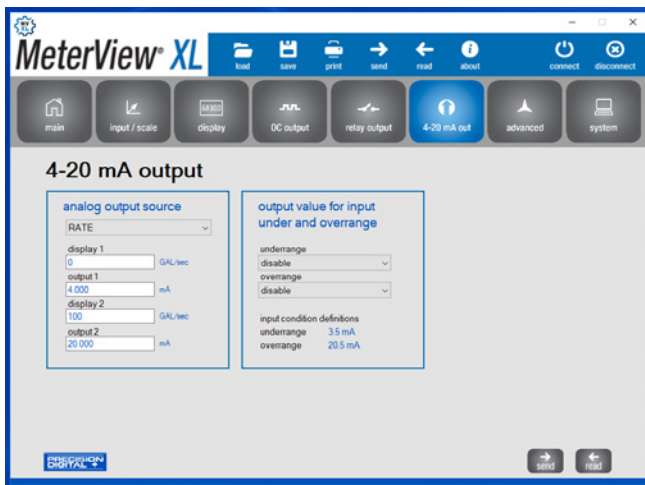 MeterView® XL
load save print send read about connect disconnect
main input / scale display OC output relay output 4-20 mA out advanced system
4-20 mA output
analog output source
RATE
display 1
0 GAL/sec
output 1
4.000 mA
display 2
100 GAL/sec
output 2
20.000 mA
output value for input
under and overrange
underrange
disable
overrange
disable
input condition definitions
underrange 3.5 mA
overrange 20.5 mA
PRECISION
DIGITAL
send read